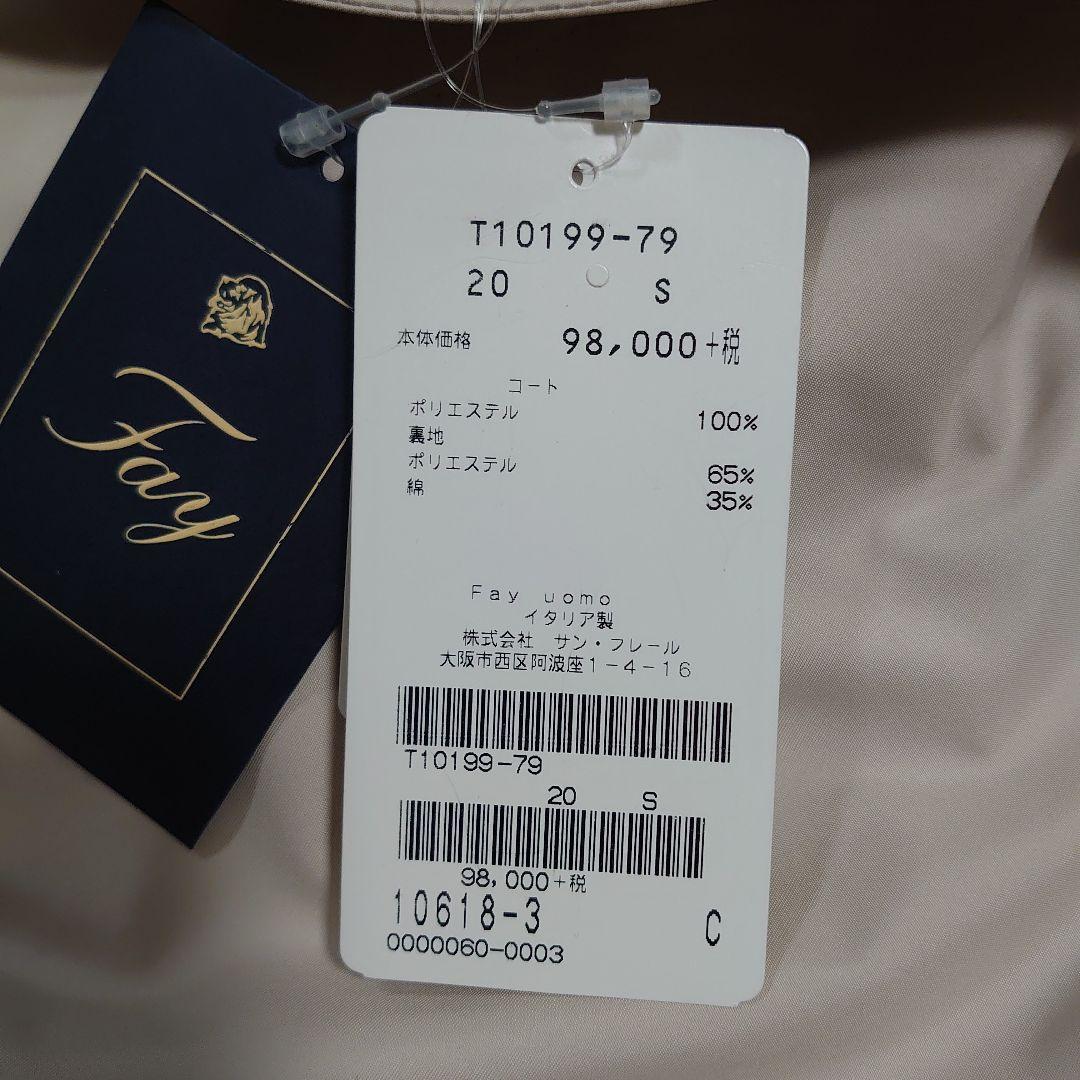 Fay
T10199-79
20 S
本体価格 98,000+税
コート
ポリエステル 100%
裏地
ポリエステル 65%
綿 35%
Fay uomo
イタリア製
株式会社 サン・フレール
大阪市西区阿波座1-4-16
T10199-79
20 S
98,000+税
10618-3 C
0000060-0003